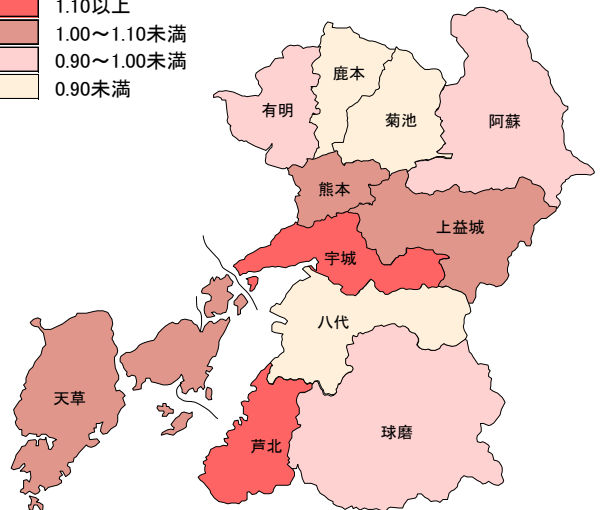 1.10以上
1.00～1.10未満
0.90～1.00未満
0.90未満
鹿本
有明
菊池
阿蘇
熊本
上益城
宇城
八代
天草
球磨
芦北